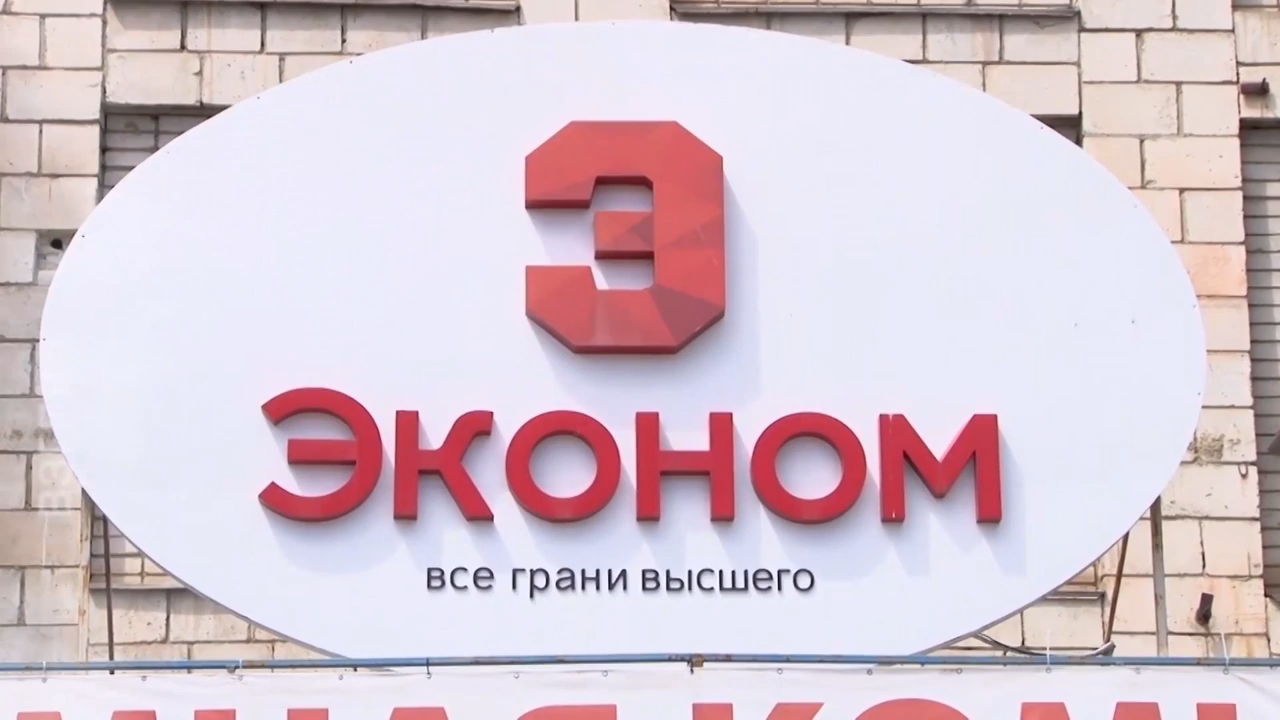 Э
Эконом
все грани высшего